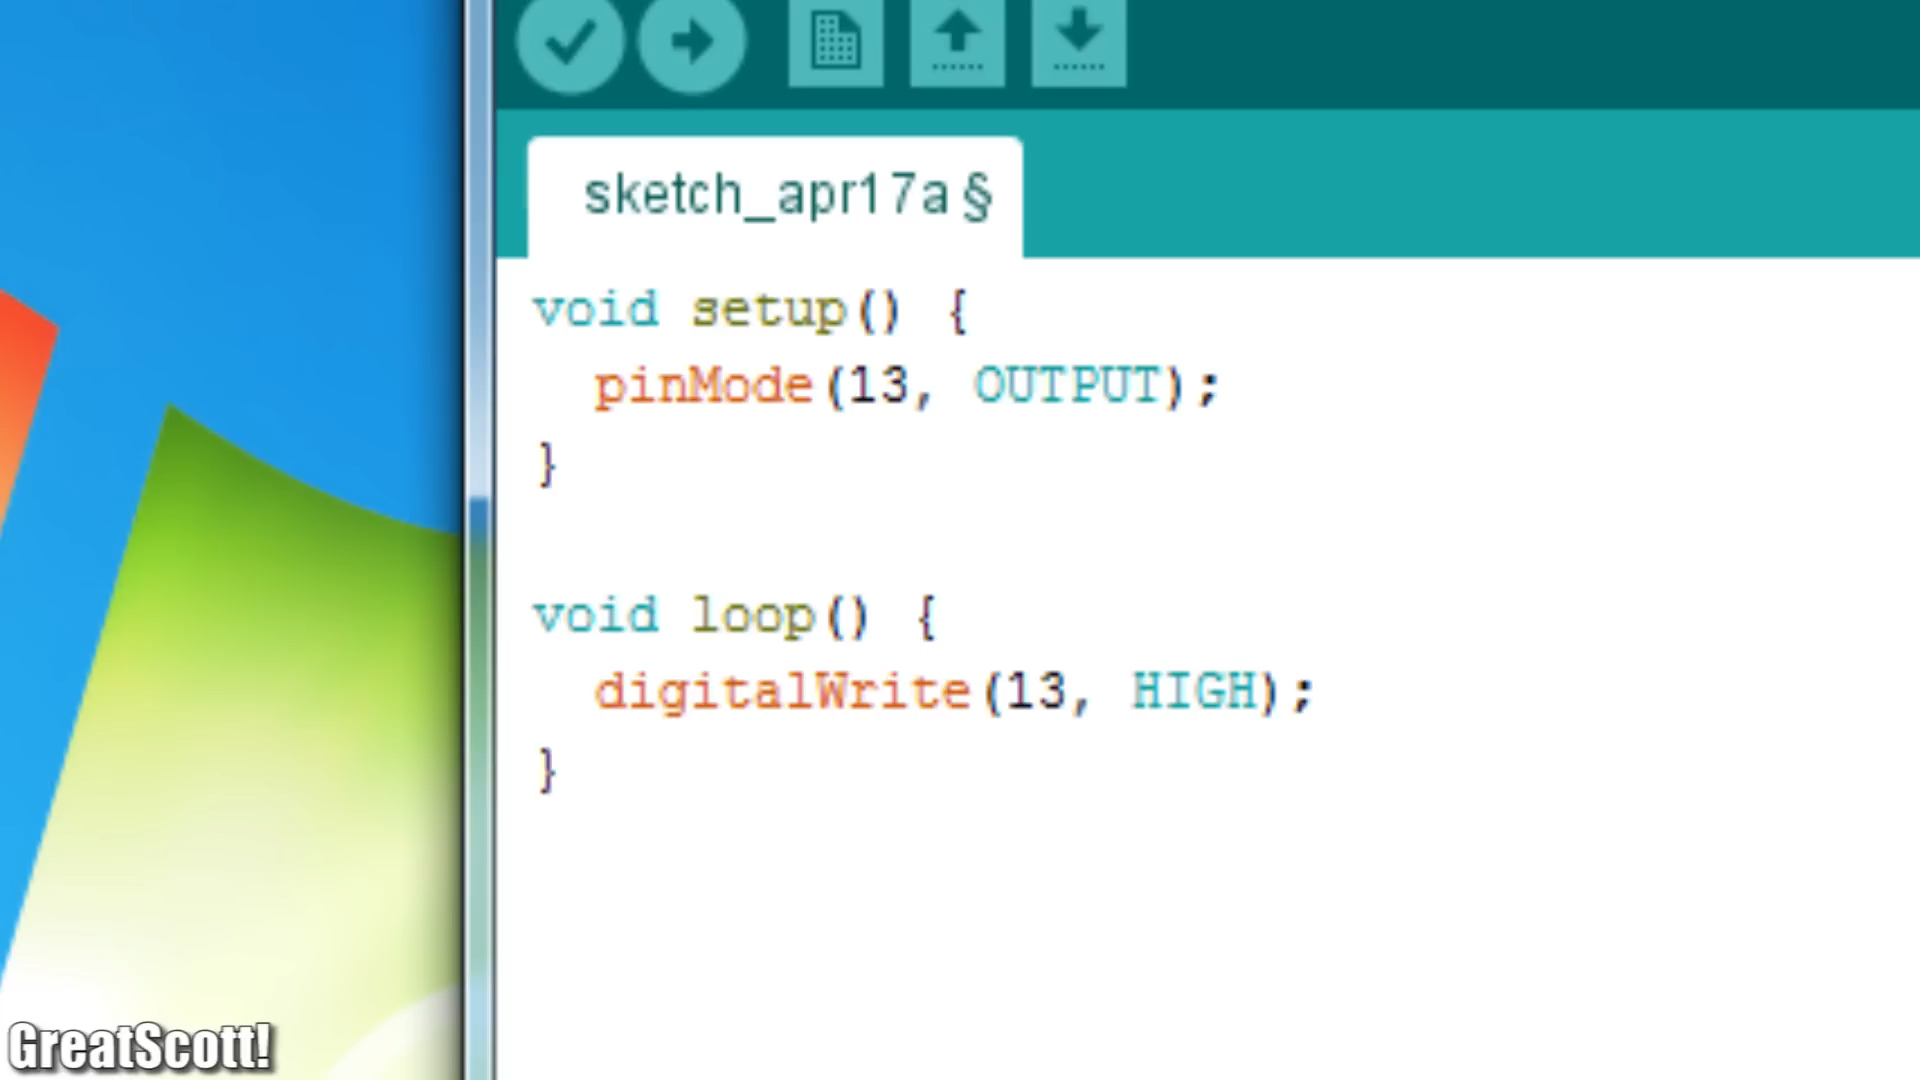 sketch_apr17a §
void setup() {
  pinMode(13, OUTPUT);
}
void loop() {
  digitalWrite(13, HIGH);
}
GreatScott!